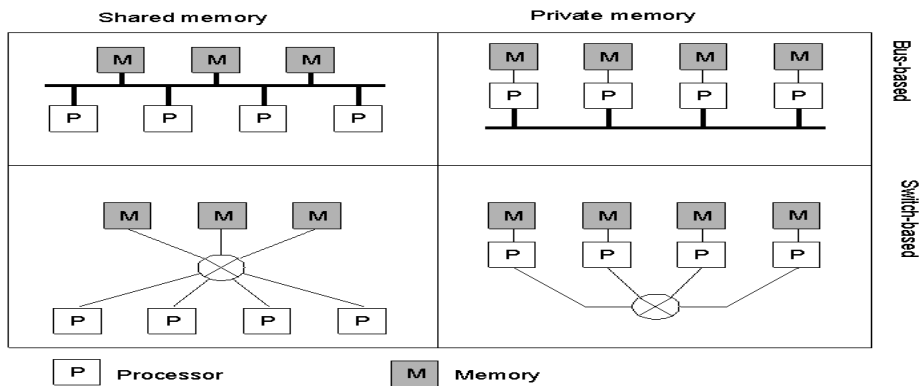 Shared memory
Private memory
M M M
P P P P
M M M M
P P P P
Bus-based
M M M
P P P P
M M M M
P P P P
Switch-based
P Processor
M Memory